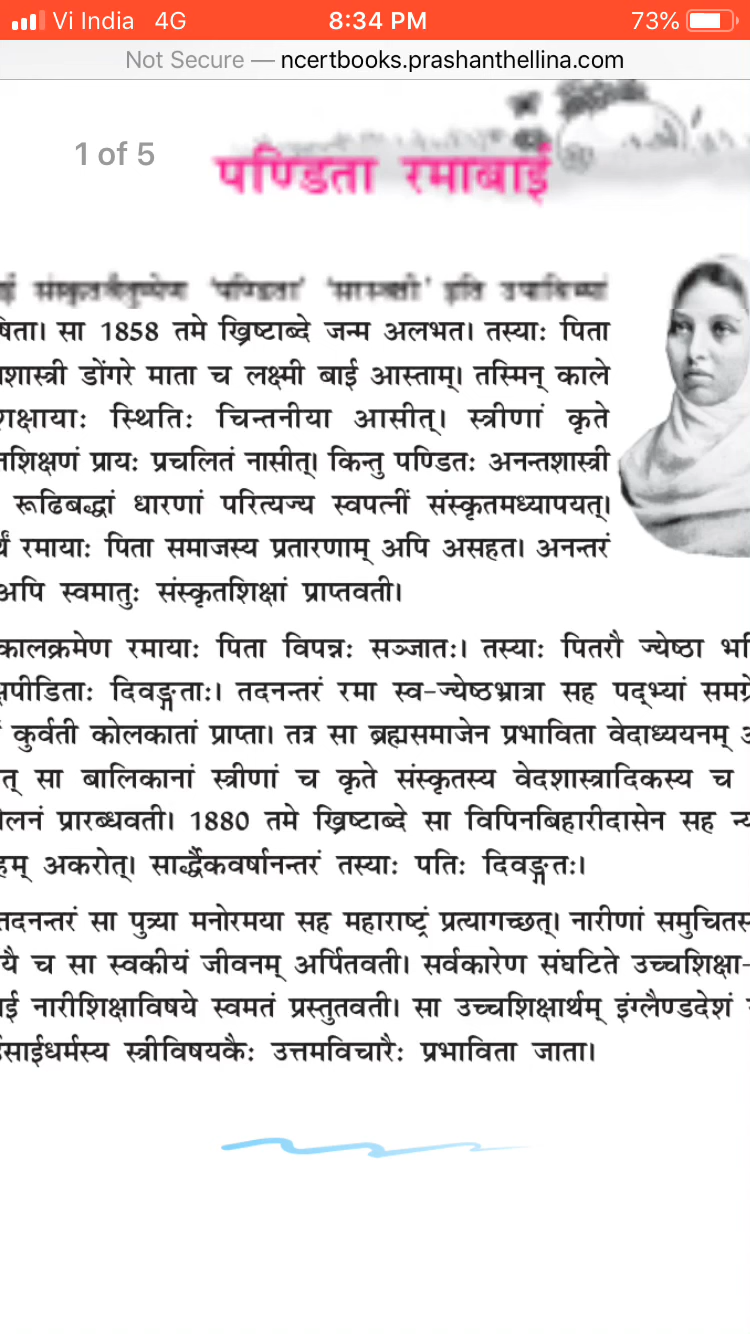 Vi India 4G 8:34 PM 73%
Not Secure — ncertbooks.prashanthellina.com
1 of 5
पण्डिता रमाबाई
'पण्डिता' इति
सा 1858 तमे ख्रिष्टाब्दे जन्म अलभत। तस्याः पिता
डोंगरे माता च लक्ष्मी बाई आस्ताम्। तस्मिन् काले
स्थितिः चिन्तनीया आसीत्। स्त्रीणां कृते
प्रायः प्रचलितं नासीत्। किन्तु पण्डितः अनन्तशास्त्री
रूढिबद्धां धारणां परित्यज्य स्वपत्नीं संस्कृतमध्यापयत्।
रमायाः पिता समाजस्य प्रतारणाम् अपि असहत। अनन्तरं
अपि स्वमातुः संस्कृतशिक्षां प्राप्तवती।
कालक्रमेण रमायाः पिता विपन्नः सञ्जातः। तस्याः पितरौ ज्येष्ठा
दिवङ्गताः। तदनन्तरं रमा स्व-ज्येष्ठभ्रात्रा सह पद्भ्यां
कुर्वती कोलकातां प्राप्ता। तत्र सा ब्रह्मसमाजेन प्रभाविता वेदाध्ययनम्
सा बालिकानां स्त्रीणां च कृते संस्कृतस्य वेदशास्त्रादिकस्य च
प्रारब्धवती। 1880 तमे ख्रिष्टाब्दे सा विपिनबिहारीदासेन सह
अकरोत्। सार्द्धैकवर्षानन्तरं तस्याः पतिः दिवङ्गतः।
तदनन्तरं सा पुत्र्या मनोरमया सह महाराष्ट्रं प्रत्यागच्छत्। नारीणां
च सा स्वकीयं जीवनम् अर्पितवती। सर्वकारेण संघटिते उच्चशिक्षा-
नारीशिक्षाविषये स्वमतं प्रस्तुतवती। सा उच्चशिक्षार्थम् इंग्लैण्डदेशं
स्त्रीविषयकैः उत्तमविचारैः प्रभाविता जाता।